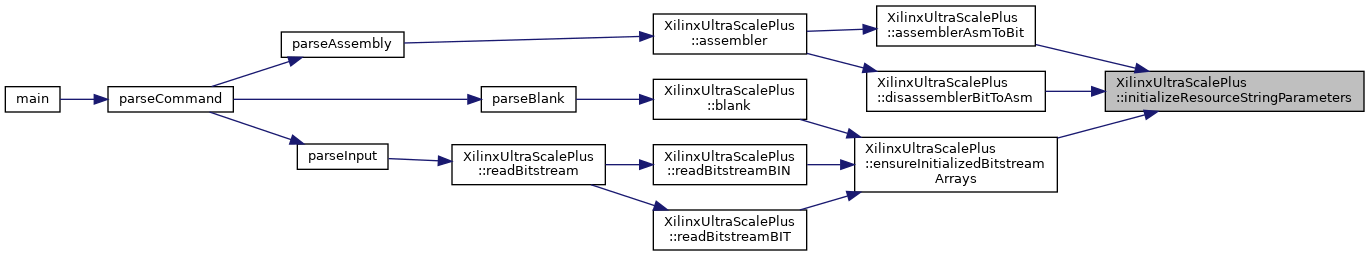 main
parseCommand
parseAssembly
parseBlank
parseInput
XilinxUltraScalePlus
::readBitstream
XilinxUltraScalePlus
::assembler
XilinxUltraScalePlus
::blank
XilinxUltraScalePlus
::readBitstreamBIN
XilinxUltraScalePlus
::readBitstreamBIT
XilinxUltraScalePlus
::assemblerAsmToBit
XilinxUltraScalePlus
::disassemblerBitToAsm
XilinxUltraScalePlus
::ensureInitializedBitstream
Arrays
XilinxUltraScalePlus
::initializeResourceStringParameters